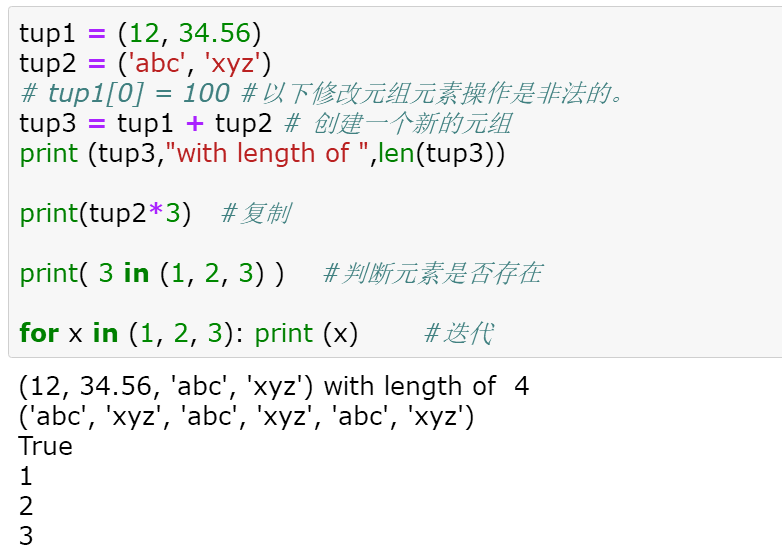 tup1 = (12, 34.56)
tup2 = ('abc', 'xyz')
# tup1[0] = 100 #以下修改元组元素操作是非法的。
tup3 = tup1 + tup2 # 创建一个新的元组
print (tup3,"with length of ",len(tup3))
print(tup2*3)  #复制
print( 3 in (1, 2, 3) )   #判断元素是否存在
for x in (1, 2, 3): print (x)     #迭代
(12, 34.56, 'abc', 'xyz') with length of  4
('abc', 'xyz', 'abc', 'xyz', 'abc', 'xyz')
True
1
2
3